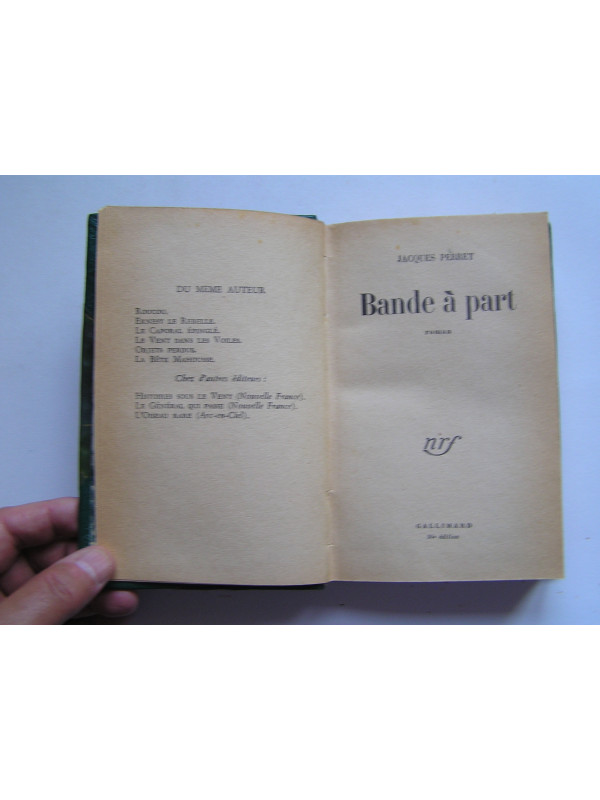 DU MEME AUTEUR
ROUCOU.
ERNEST LE REBELLE.
LE CAPORAL ÉPINGLÉ.
LE VENT DANS LES VOILES.
OBJETS PERDUS.
LA BÊTE MAHOUSSE.
Chez d'autres éditeurs :
HISTOIRES SOUS LE VENT (Nouvelle France).
LE GÉNÉRAL QUI PASSE (Nouvelle France).
L'OISEAU RARE (Arc-en-Ciel).
JACQUES PERRET
Bande à part
roman
nrf
GALLIMARD
édition